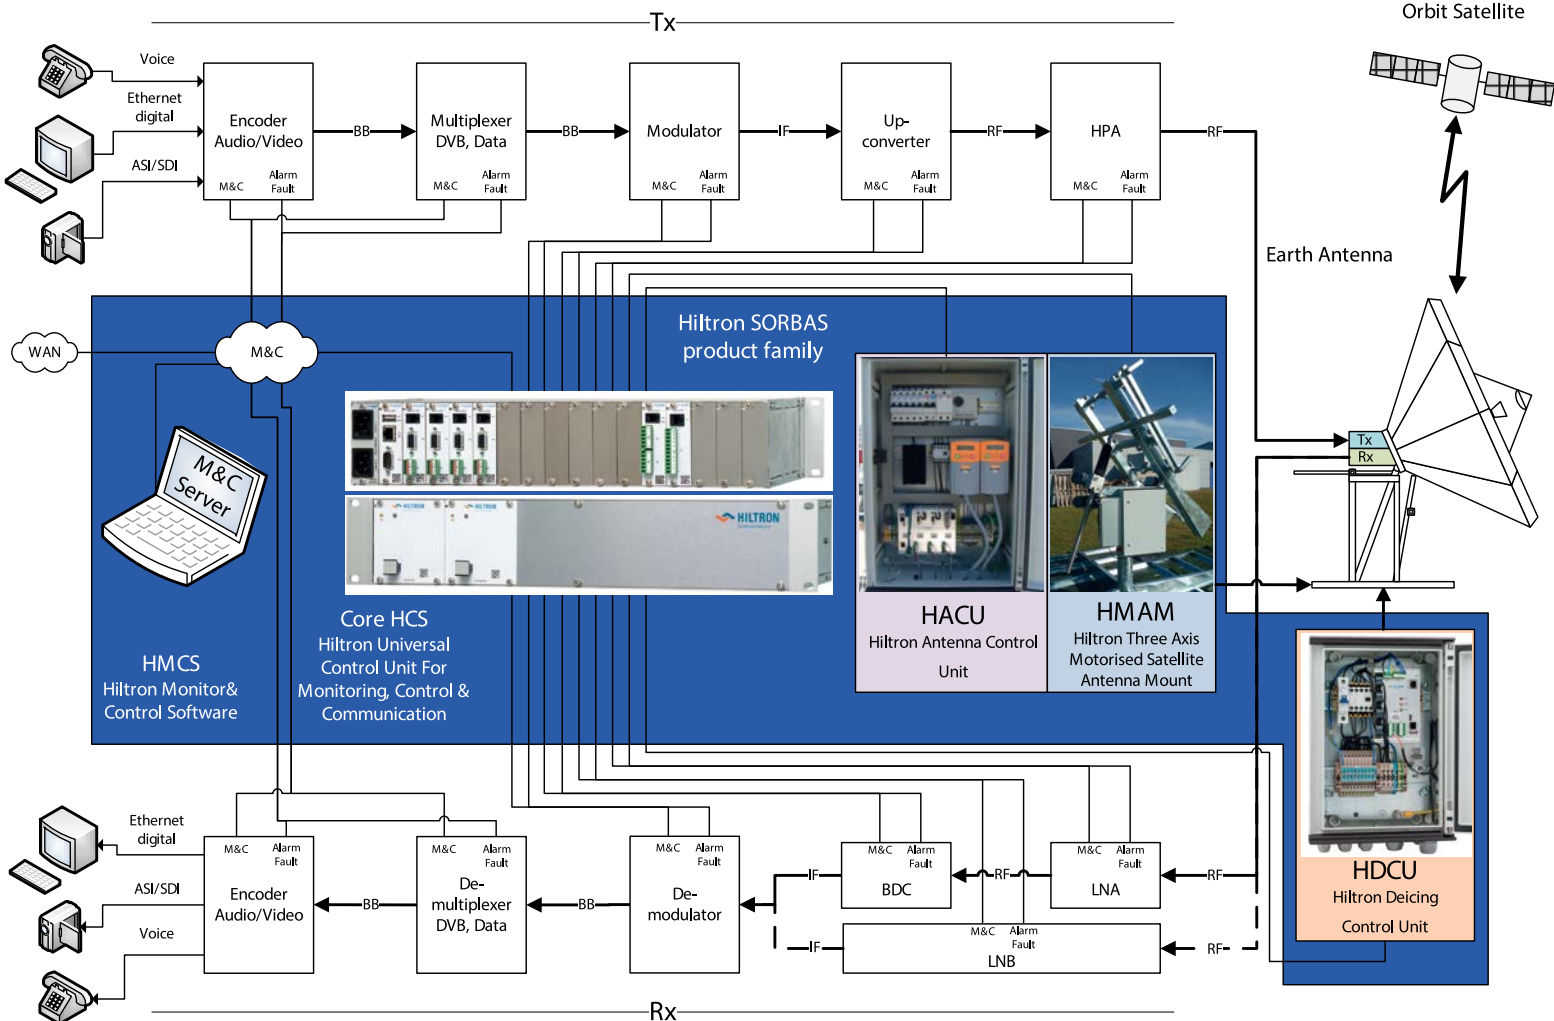 Tx
Orbit Satellite
Voice
Ethernet
digital
ASI/SDI
Encoder
Audio/Video
M&C
Alarm
Fault
BB
Multiplexer
DVB, Data
M&C
Alarm
Fault
BB
Modulator
M&C
Alarm
Fault
IF
Up-
converter
M&C
Alarm
Fault
RF
HPA
M&C
Alarm
Fault
RF
Earth Antenna
WAN
M&C
Hiltron SORBAS
product family
M&C
Server
HILTRON
Tx
Rx
HMCS
Hiltron Monitor&
Control Software
Core HCS
Hiltron Universal
Control Unit For
Monitoring, Control &
Communication
HACU
Hiltron Antenna Control
Unit
HMAM
Hiltron Three Axis
Motorised Satellite
Antenna Mount
HDCU
Hiltron Deicing
Control Unit
Ethernet
digital
ASI/SDI
Voice
M&C
Alarm
Fault
Encoder
Audio/Video
BB
M&C
Alarm
Fault
De-
multiplexer
DVB, Data
BB
M&C
Alarm
Fault
De-
modulator
IF
IF
M&C
Alarm
Fault
BDC
RF
M&C
Alarm
Fault
LNA
RF
M&C
Alarm
Fault
LNB
RF
Rx